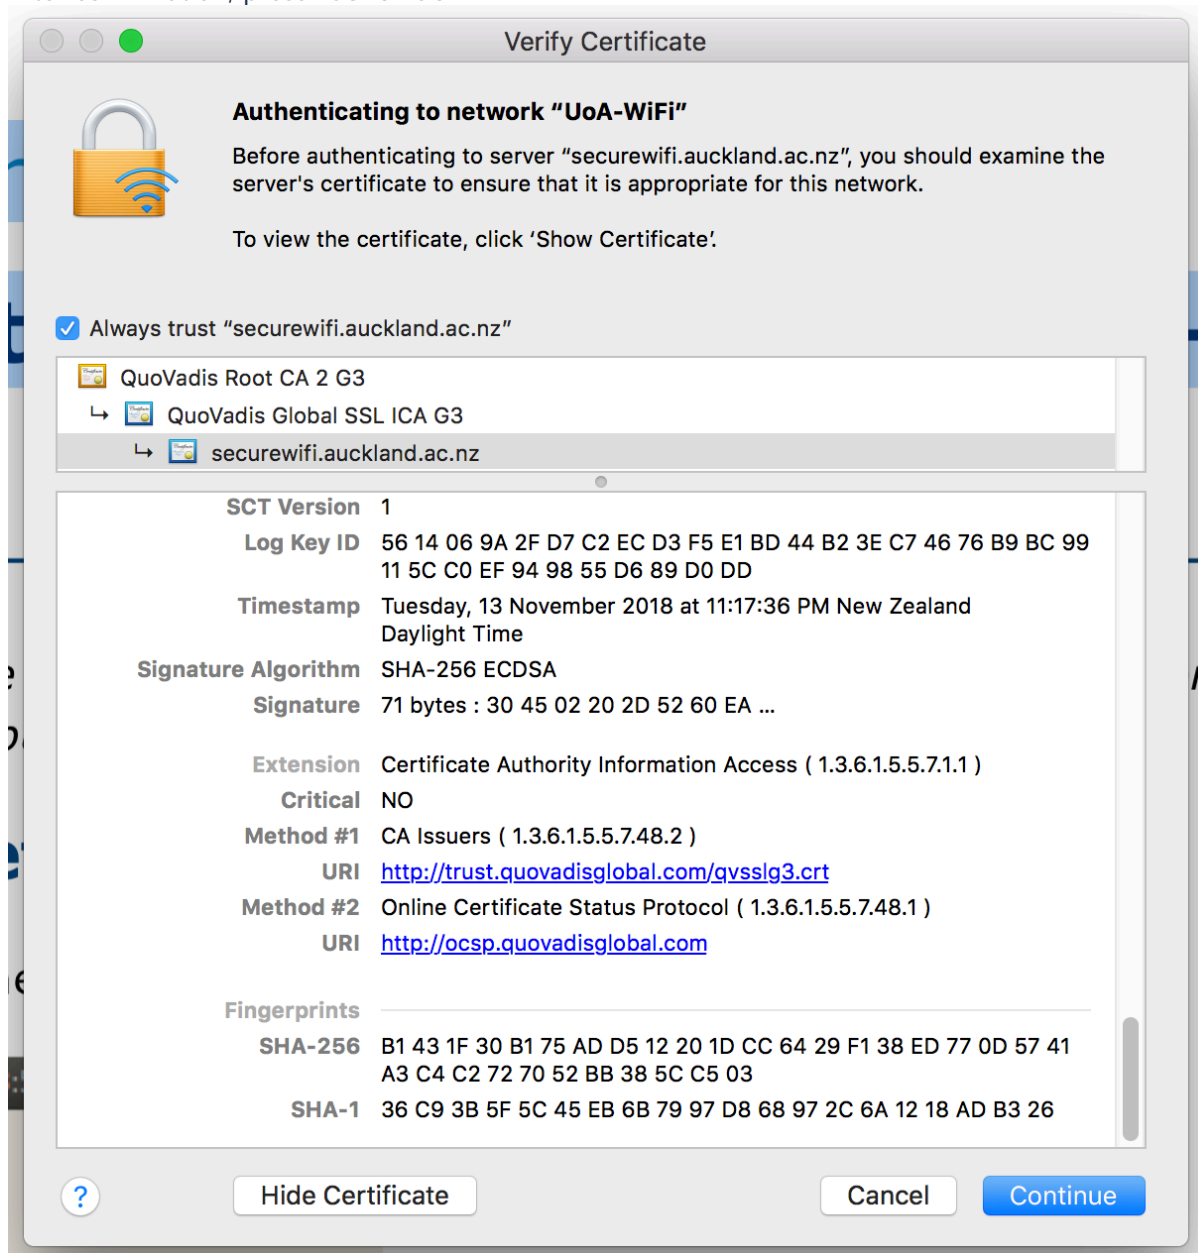 Verify Certificate
Authenticating to network “UoA-WiFi”
Before authenticating to server “securewifi.auckland.ac.nz”, you should examine the
server's certificate to ensure that it is appropriate for this network.
To view the certificate, click ‘Show Certificate’.
Always trust “securewifi.auckland.ac.nz”
QuoVadis Root CA 2 G3
↳ QuoVadis Global SSL ICA G3
↳ securewifi.auckland.ac.nz
SCT Version 1
Log Key ID 56 14 06 9A 2F D7 C2 EC D3 F5 E1 BD 44 B2 3E C7 46 76 B9 BC 99
11 5C C0 EF 94 98 55 D6 89 D0 DD
Timestamp Tuesday, 13 November 2018 at 11:17:36 PM New Zealand
Daylight Time
Signature Algorithm SHA-256 ECDSA
Signature 71 bytes : 30 45 02 20 2D 52 60 EA ...
Extension Certificate Authority Information Access ( 1.3.6.1.5.5.7.1.1 )
Critical NO
Method #1 CA Issuers ( 1.3.6.1.5.5.7.48.2 )
URI http://trust.quovadisglobal.com/qvsslg3.crt
Method #2 Online Certificate Status Protocol ( 1.3.6.1.5.5.7.48.1 )
URI http://ocsp.quovadisglobal.com
Fingerprints
SHA-256 B1 43 1F 30 B1 75 AD D5 12 20 1D CC 64 29 F1 38 ED 77 0D 57 41
A3 C4 C2 72 70 52 BB 38 5C C5 03
SHA-1 36 C9 3B 5F 5C 45 EB 6B 79 97 D8 68 97 2C 6A 12 18 AD B3 26
? Hide Certificate Cancel Continue